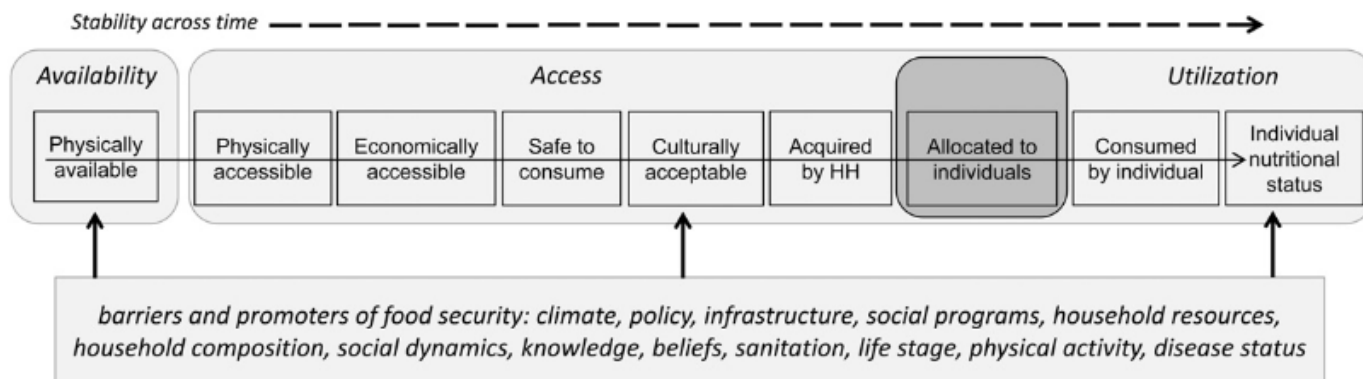 Stability across time
Availability
Access
Utilization
Physically
available
Physically
accessible
Economically
accessible
Safe to
consume
Culturally
acceptable
Acquired
by HH
Allocated to
individuals
Consumed
by individual
Individual
nutritional
status
barriers and promoters of food security: climate, policy, infrastructure, social programs, household resources,
household composition, social dynamics, knowledge, beliefs, sanitation, life stage, physical activity, disease status